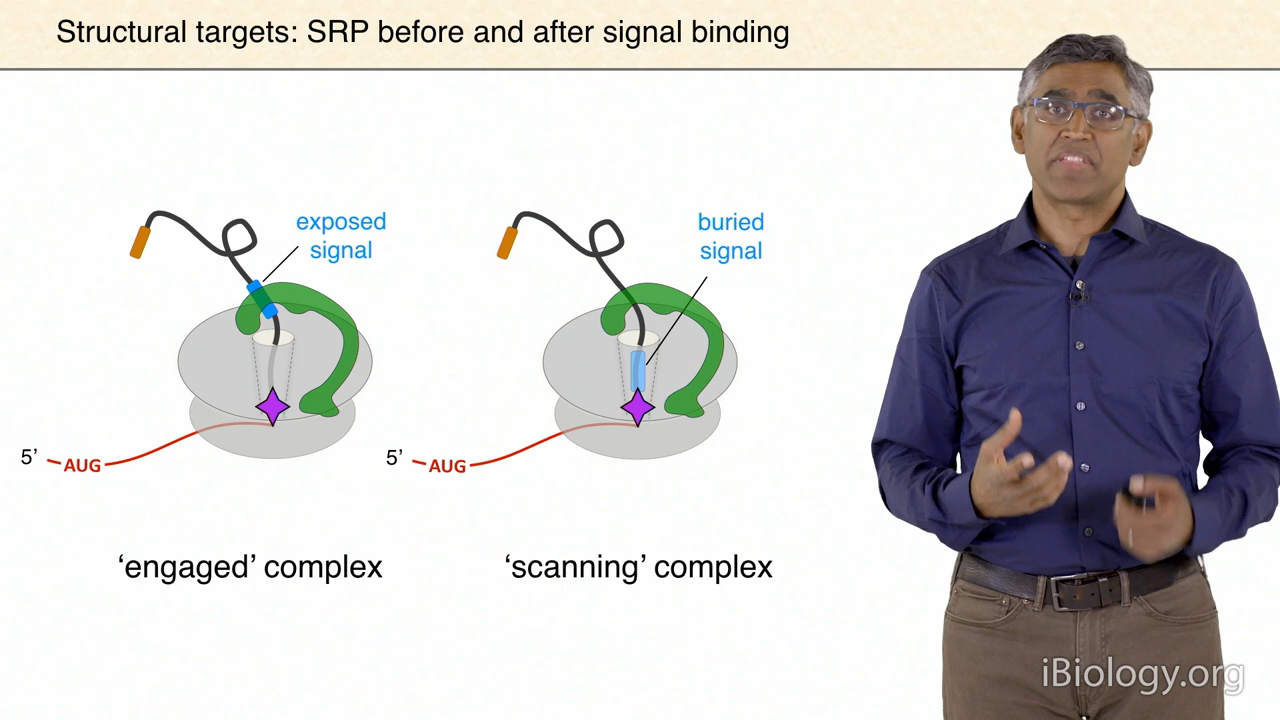 Structural targets: SRP before and after signal binding
exposed
signal
buried
signal
5’
AUG
5’
AUG
‘engaged’ complex
‘scanning’ complex
iBiology.org